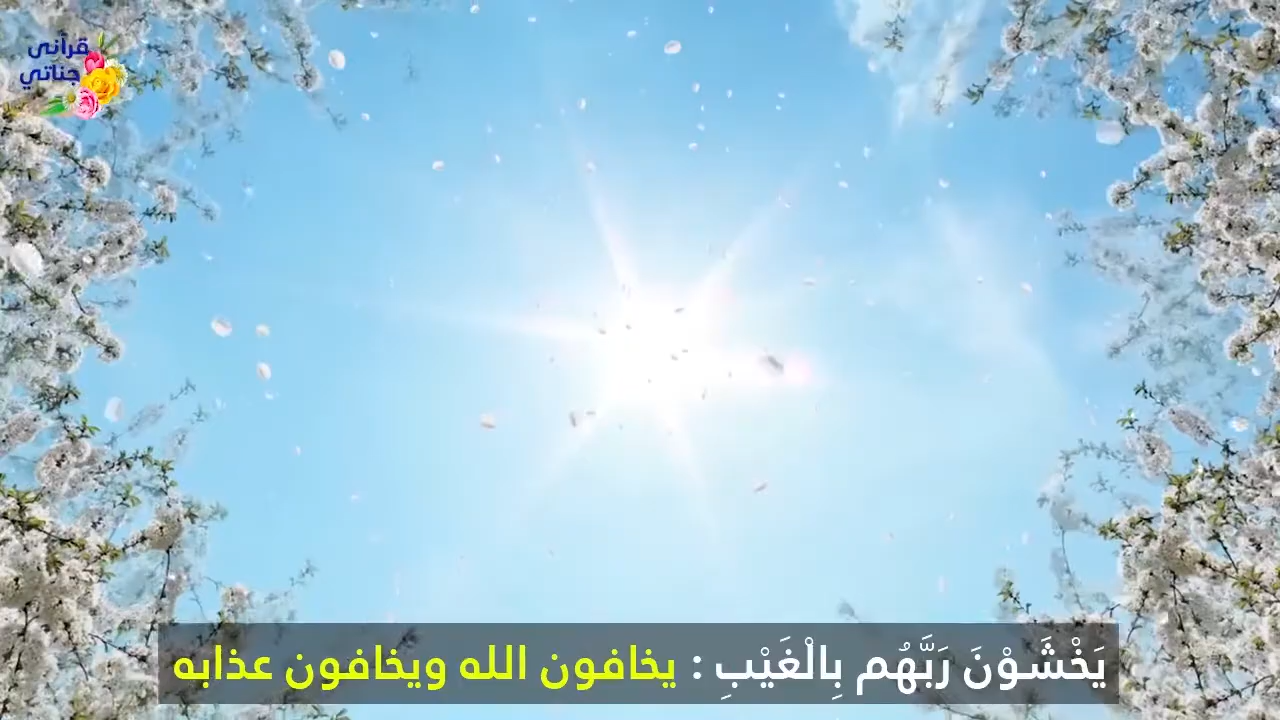 قرآني
جناتي
يَخْشَوْنَ رَبَّهُم بِالْغَيْبِ : يخافون الله ويخافون عذابه